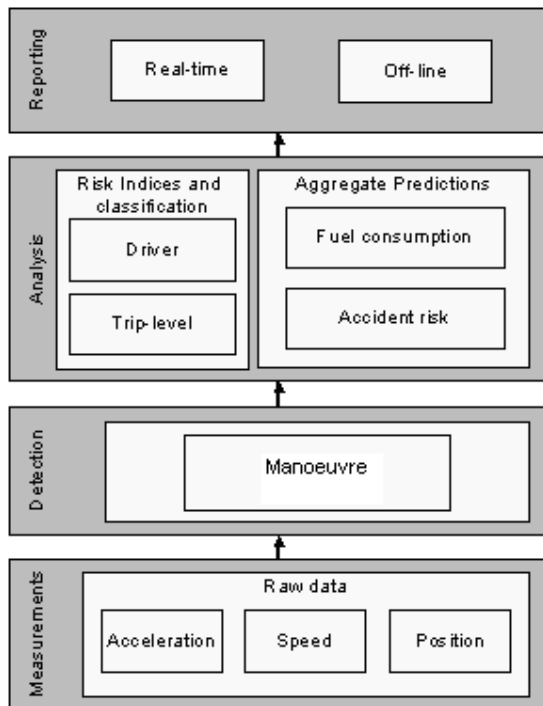 Reporting
Real-time
Off-line
Analysis
Risk Indices and
classification
Driver
Trip-level
Aggregate Predictions
Fuel consumption
Accident risk
Detection
Manoeuvre
Measurements
Raw data
Acceleration
Speed
Position